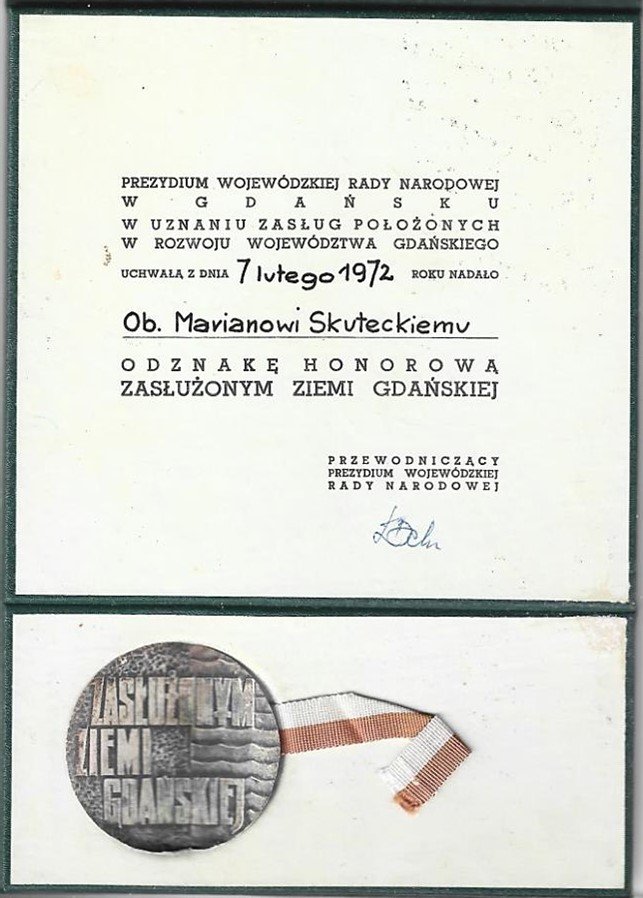 PREZYDIUM WOJEWÓDZKIEJ RADY NARODOWEJ
W GDAŃSKU
W UZNANIU ZASŁUG POŁOŻONYCH
W ROZWOJU WOJEWÓDZTWA GDAŃSKIEGO
UCHWAŁĄ Z DNIA 7 lutego 1972 ROKU NADAŁO
Ob. Marianowi Skuteckiemu
ODZNAKĘ HONOROWĄ
ZASŁUŻONYM ZIEMI GDAŃSKIEJ
PRZEWODNICZĄCY
PREZYDIUM WOJEWÓDZKIEJ
RADY NARODOWEJ
ZASŁUŻONYM
ZIEMI
GDAŃSKIEJ